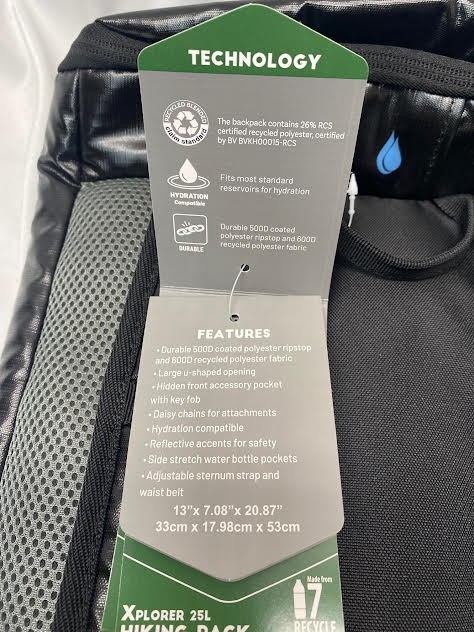 TECHNOLOGY
RECYCLED BLENDED
claim standard
The backpack contains 26% RCS
certified recycled polyester, certified
by BV BVKH00015-RCS
HYDRATION
Compatible
Fits most standard
reservoirs for hydration
DURABLE
Durable 500D coated
polyester ripstop and 600D
recycled polyester fabric
FEATURES
• Durable 500D coated polyester ripstop
and 600D recycled polyester fabric
• Large u-shaped opening
• Hidden front accessory pocket
with key fob
• Daisy chains for attachments
• Hydration compatible
• Reflective accents for safety
• Side stretch water bottle pockets
• Adjustable sternum strap and
waist belt
13"x 7.08"x 20.87"
33cm x 17.98cm x 53cm
XPLORER 25L
HIKING PACK
Made from
7
RECYCLE